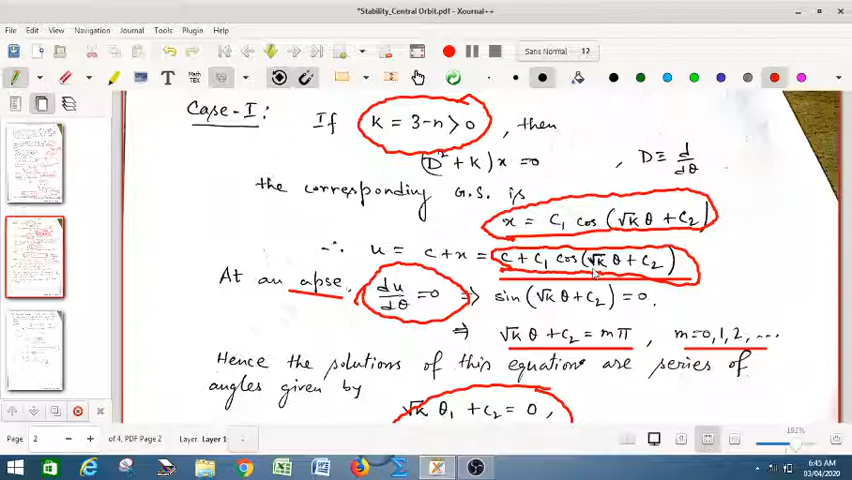 *Stability_Central Orbit.pdf - Xournal++
File Edit View Navigation Journal Tools Plugin Help
Sans Normal 12
MATH TEX
Case-I: If K = 3-n > 0 , then
(D² + K) x = 0 , D ≡ d/dθ
the corresponding G.S. is
x = C₁ cos (√K θ + C₂)
∴ u = c + x = c + C₁ cos(√K θ + C₂)
At an apse, du/dθ = 0 ⇒ sin (√K θ + C₂) = 0.
⇒ √K θ + C₂ = mπ , m=0,1,2,...
Hence the solutions of this equation are series of
angles given by
√K θ₁ + C₂ = 0 ,
192%
Page 2 of 4, PDF Page 2 Layer: Layer 1
6:45 AM
03/04/2020